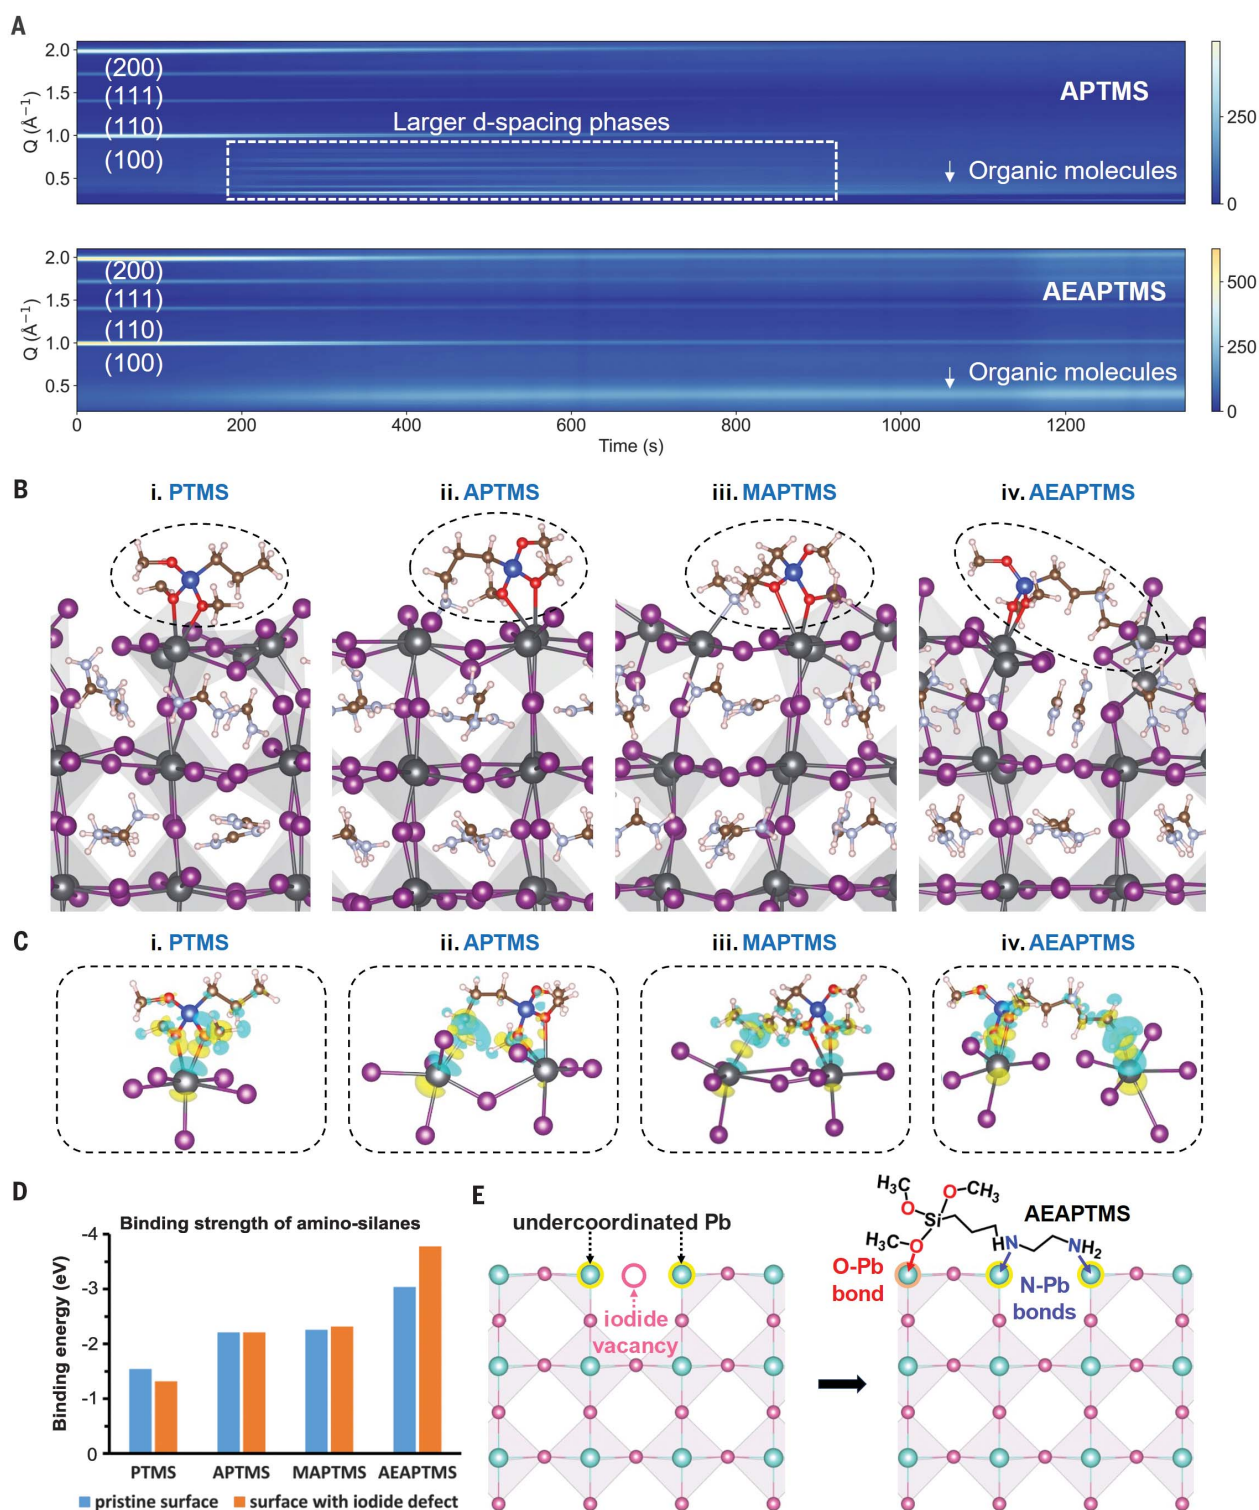 A
2.0
1.5
1.0
0.5
Q (Å⁻¹)
(200)
(111)
(110)
(100)
Larger d-spacing phases
APTMS
Organic molecules
250
0
2.0
1.5
1.0
0.5
Q (Å⁻¹)
(200)
(111)
(110)
(100)
AEAPTMS
Organic molecules
500
250
0
0 200 400 600 800 1000 1200
Time (s)
B
i. PTMS
ii. APTMS
iii. MAPTMS
iv. AEAPTMS
C
i. PTMS
ii. APTMS
iii. MAPTMS
iv. AEAPTMS
D
Binding strength of amino-silanes
Binding energy (eV)
-4
-3
-2
-1
0
PTMS APTMS MAPTMS AEAPTMS
pristine surface surface with iodide defect
E
undercoordinated Pb
iodide
vacancy
H₃C
O
O
O—CH₃
Si
H₃C
O
AEAPTMS
HN
NH₂
O-Pb
bond
N-Pb
bonds